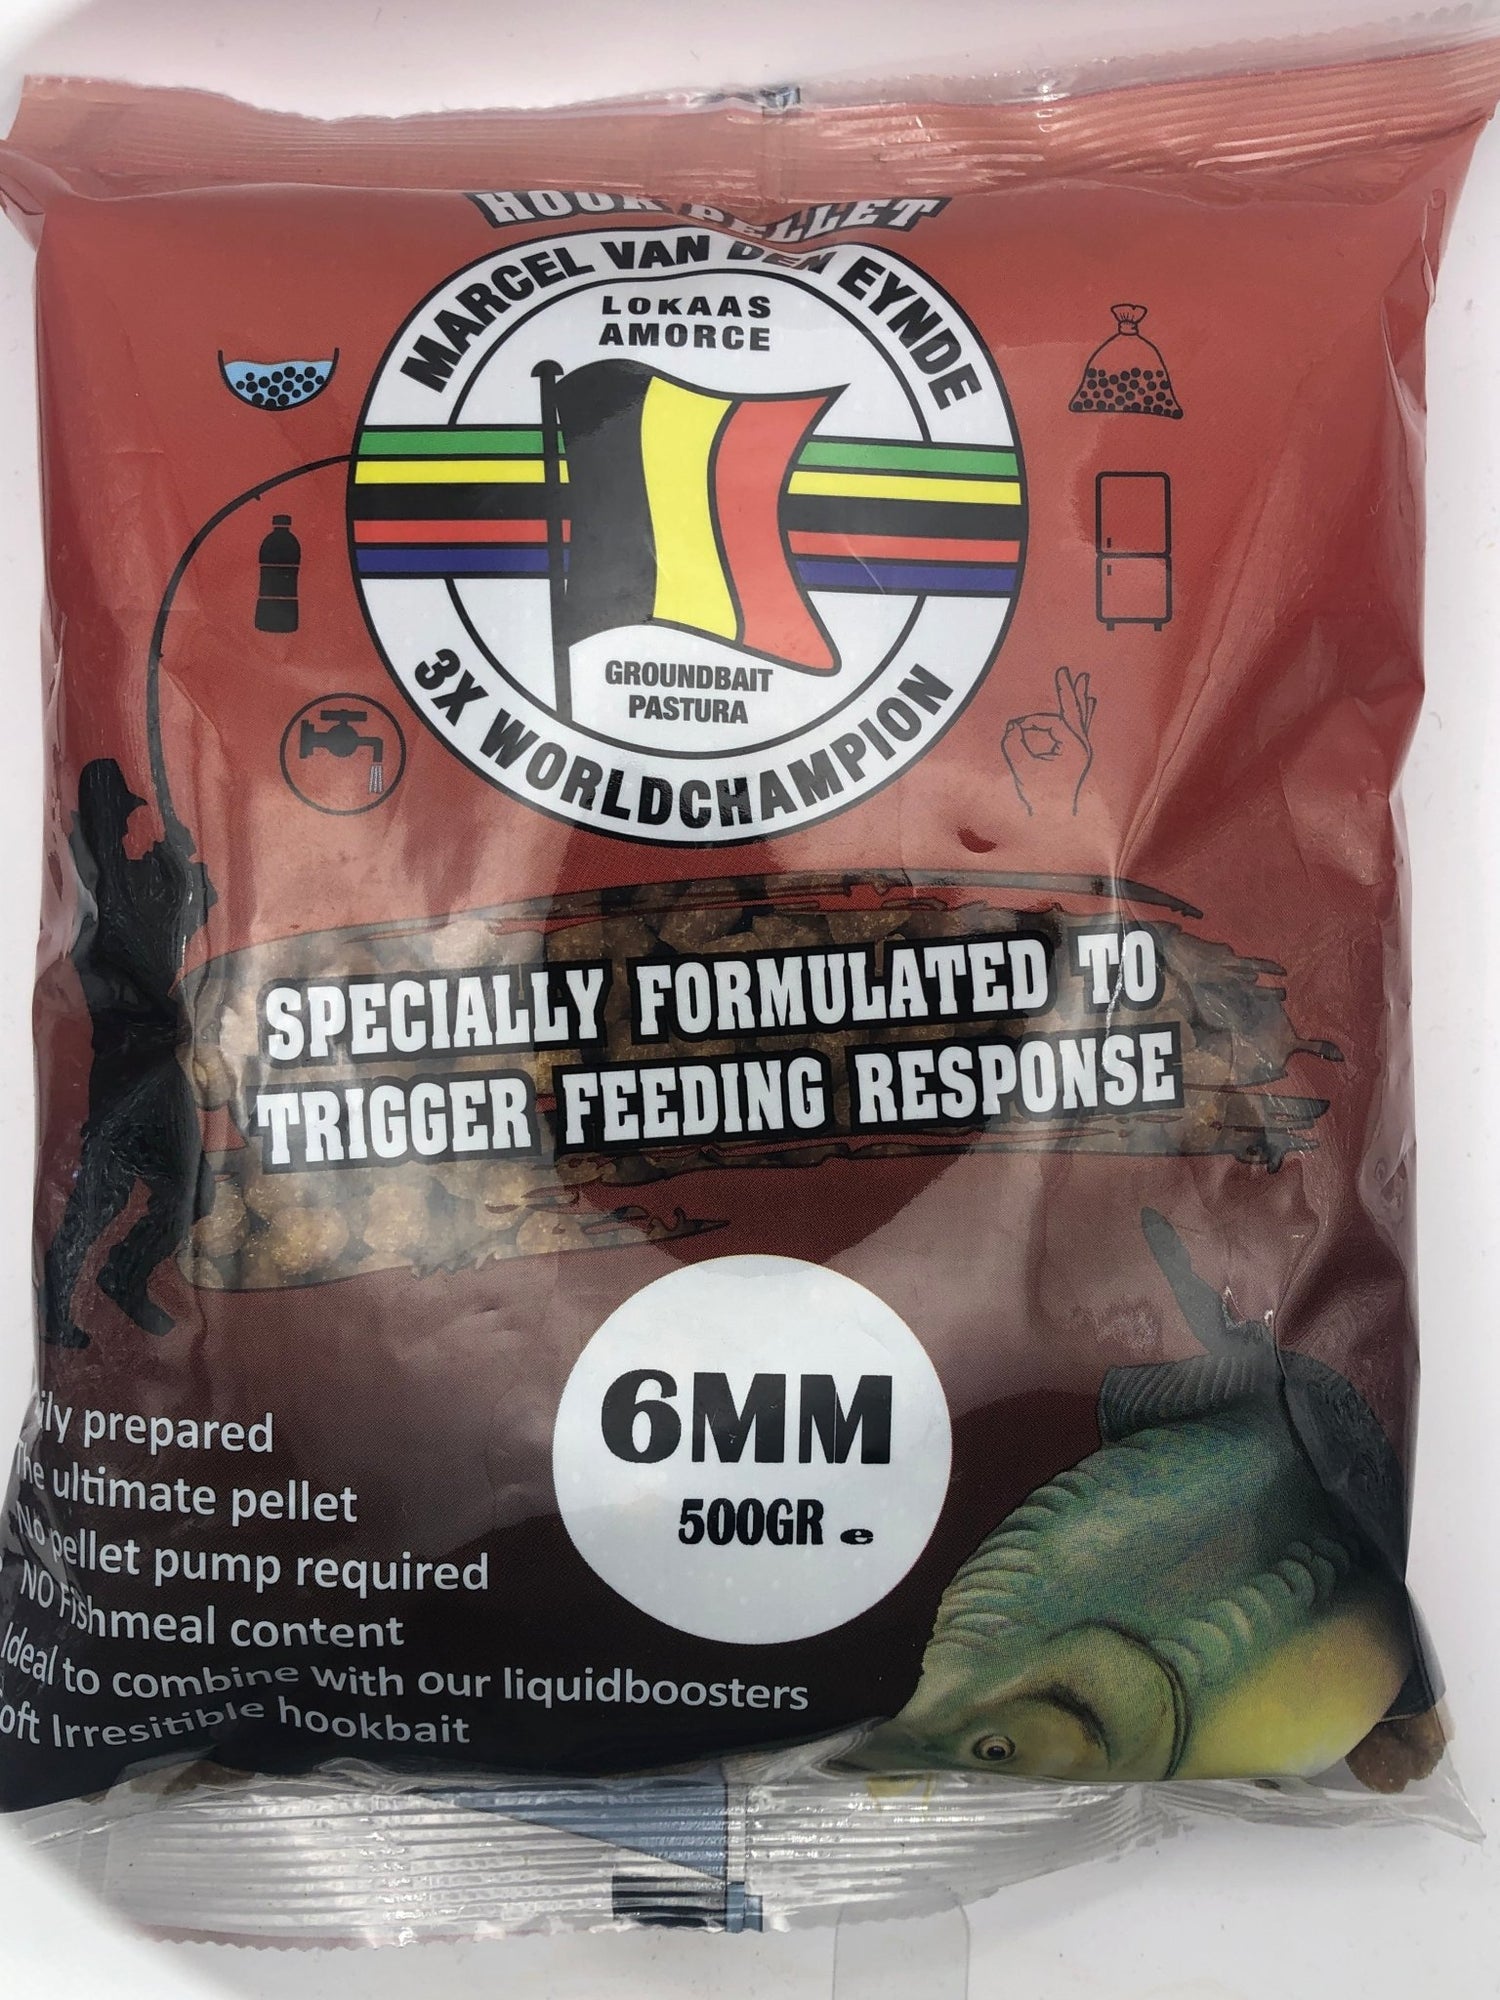 HOOK PELLET
MARCEL VAN DEN EYNDE
LOKAAS
AMORCE
GROUNDBAIT
PASTURA
3X WORLDCHAMPION
SPECIALLY FORMULATED TO
TRIGGER FEEDING RESPONSE
6MM
500GR e
ily prepared
The ultimate pellet
No pellet pump required
NO Fishmeal content
Ideal to combine with our liquidboosters
oft Irresitible hookbait